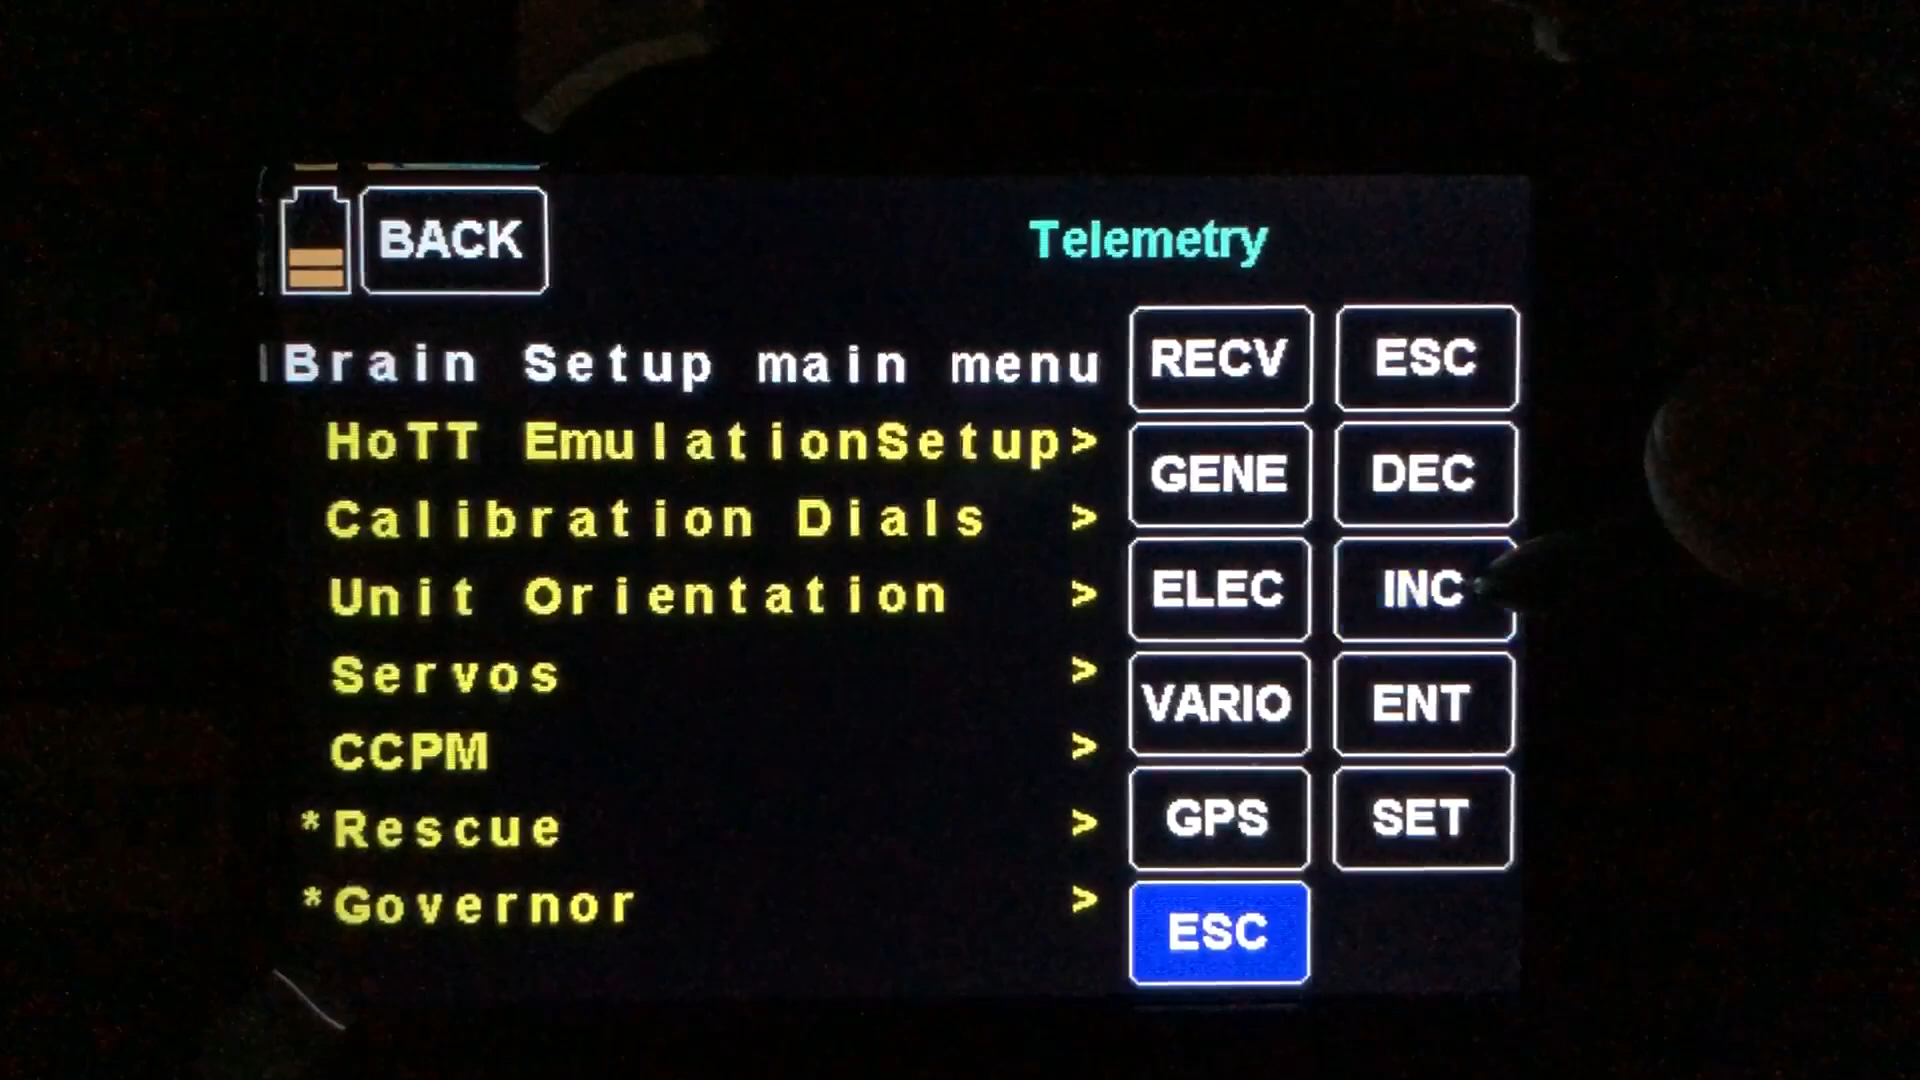 BACK
Telemetry
Brain Setup main menu
HoTT EmulationSetup>
Calibration Dials >
Unit Orientation >
Servos >
CCPM >
*Rescue >
*Governor >
RECV ESC
GENE DEC
ELEC INC
VARIO ENT
GPS SET
ESC